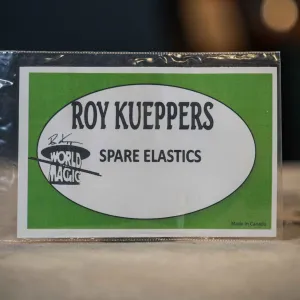 ROY KUEPPERS
SPARE ELASTICS
WORLD
MAGIC
Made in Canada